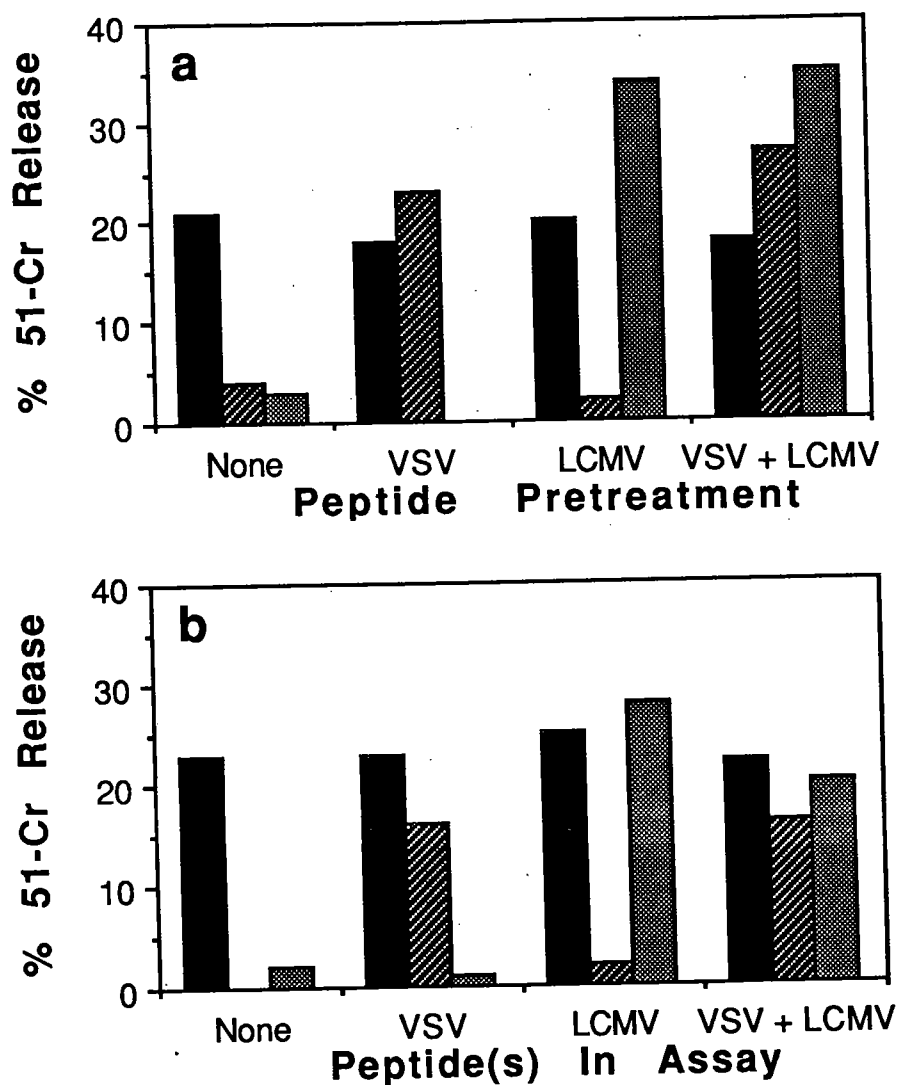 % 51-Cr Release
40
30
20
10
0
a
None VSV LCMV VSV + LCMV
Peptide Pretreatment
% 51-Cr Release
40
30
20
10
0
b
None VSV LCMV VSV + LCMV
Peptide(s) In Assay